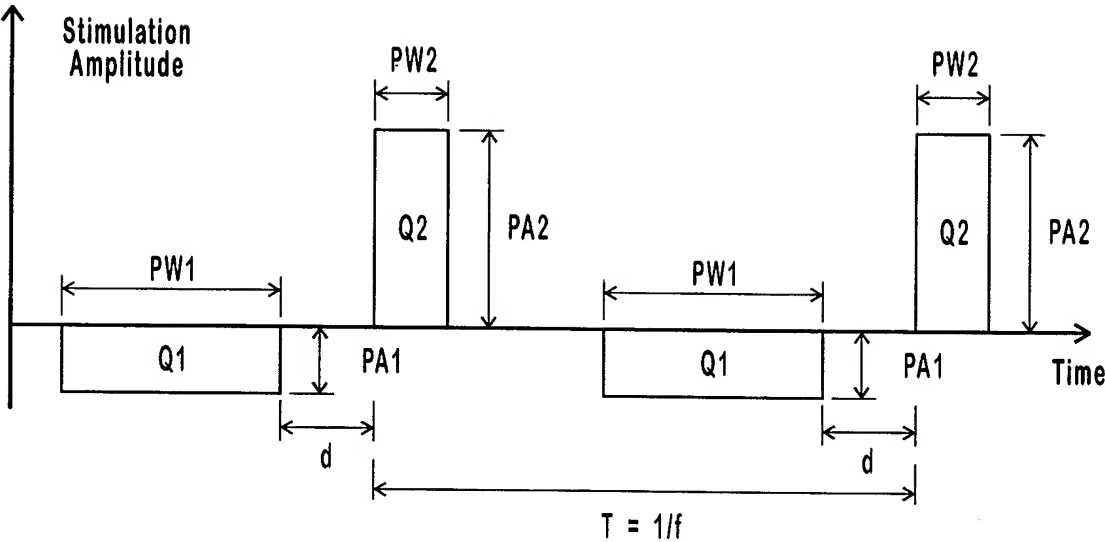 Stimulation
Amplitude
PW2
PW2
Q2
PA2
Q2
PA2
PW1
PW1
Q1
PA1
Q1
PA1
Time
d
d
T = 1/f